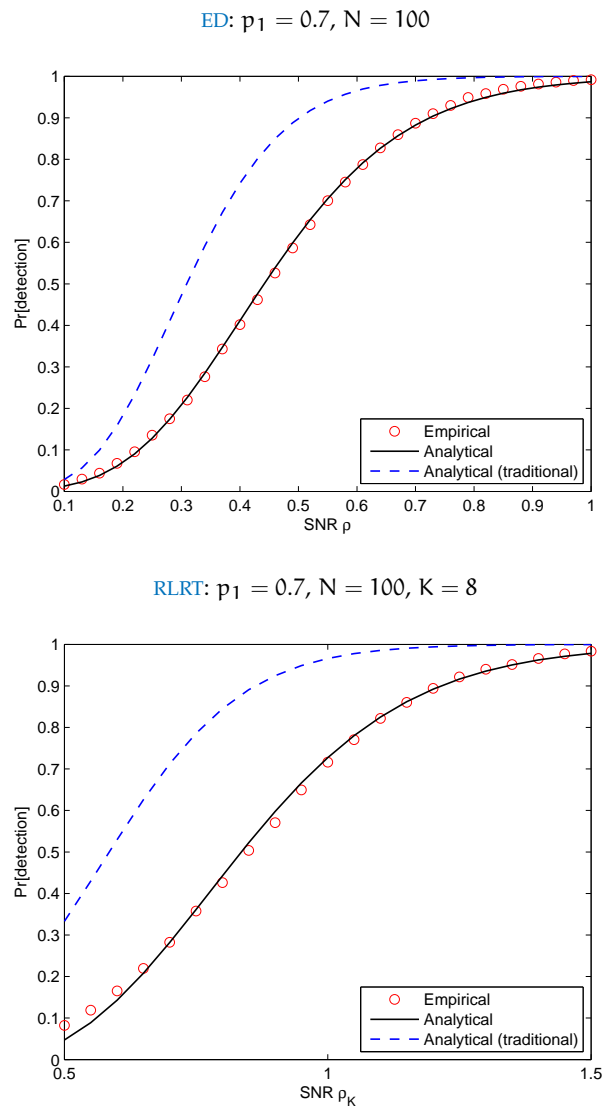 ED: p₁ = 0.7, N = 100
1
0.9
0.8
0.7
0.6
0.5
0.4
0.3
0.2
0.1
0
Pr[detection]
Empirical
Analytical
Analytical (traditional)
0.1 0.2 0.3 0.4 0.5 0.6 0.7 0.8 0.9 1
SNR ρ
RLRT: p₁ = 0.7, N = 100, K = 8
1
0.9
0.8
0.7
0.6
0.5
0.4
0.3
0.2
0.1
0
Pr[detection]
Empirical
Analytical
Analytical (traditional)
0.5 1 1.5
SNR ρ_K